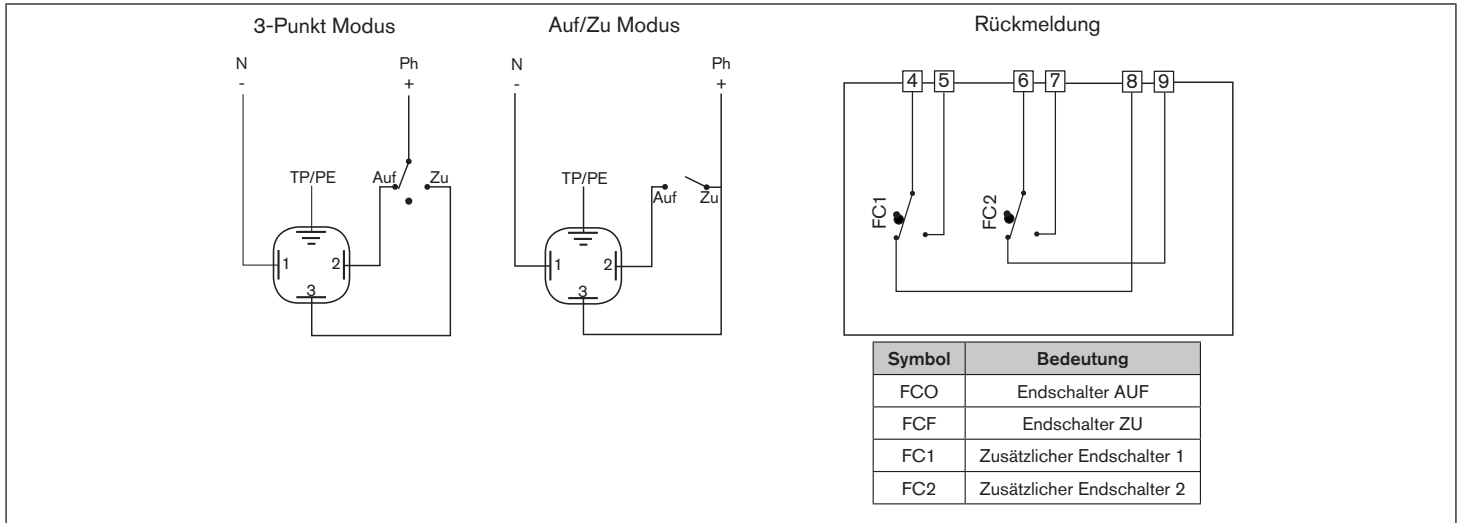 3-Punkt Modus
N
-
Ph
+
TP/PE
Auf
Zu
1
2
3
Auf/Zu Modus
N
-
Ph
+
TP/PE
Auf
Zu
1
2
3
Rückmeldung
4 5 6 7 8 9
FC1
FC2
Symbol Bedeutung
FCO Endschalter AUF
FCF Endschalter ZU
FC1 Zusätzlicher Endschalter 1
FC2 Zusätzlicher Endschalter 2